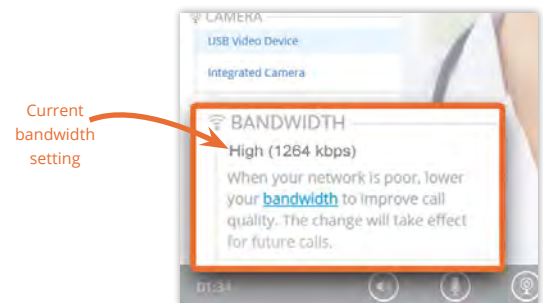 CAMERA
USB Video Device
Integrated Camera
Current
bandwidth
setting
BANDWIDTH
High (1264 kbps)
When your network is poor, lower
your bandwidth to improve call
quality. The change will take effect
for future calls.
01:31